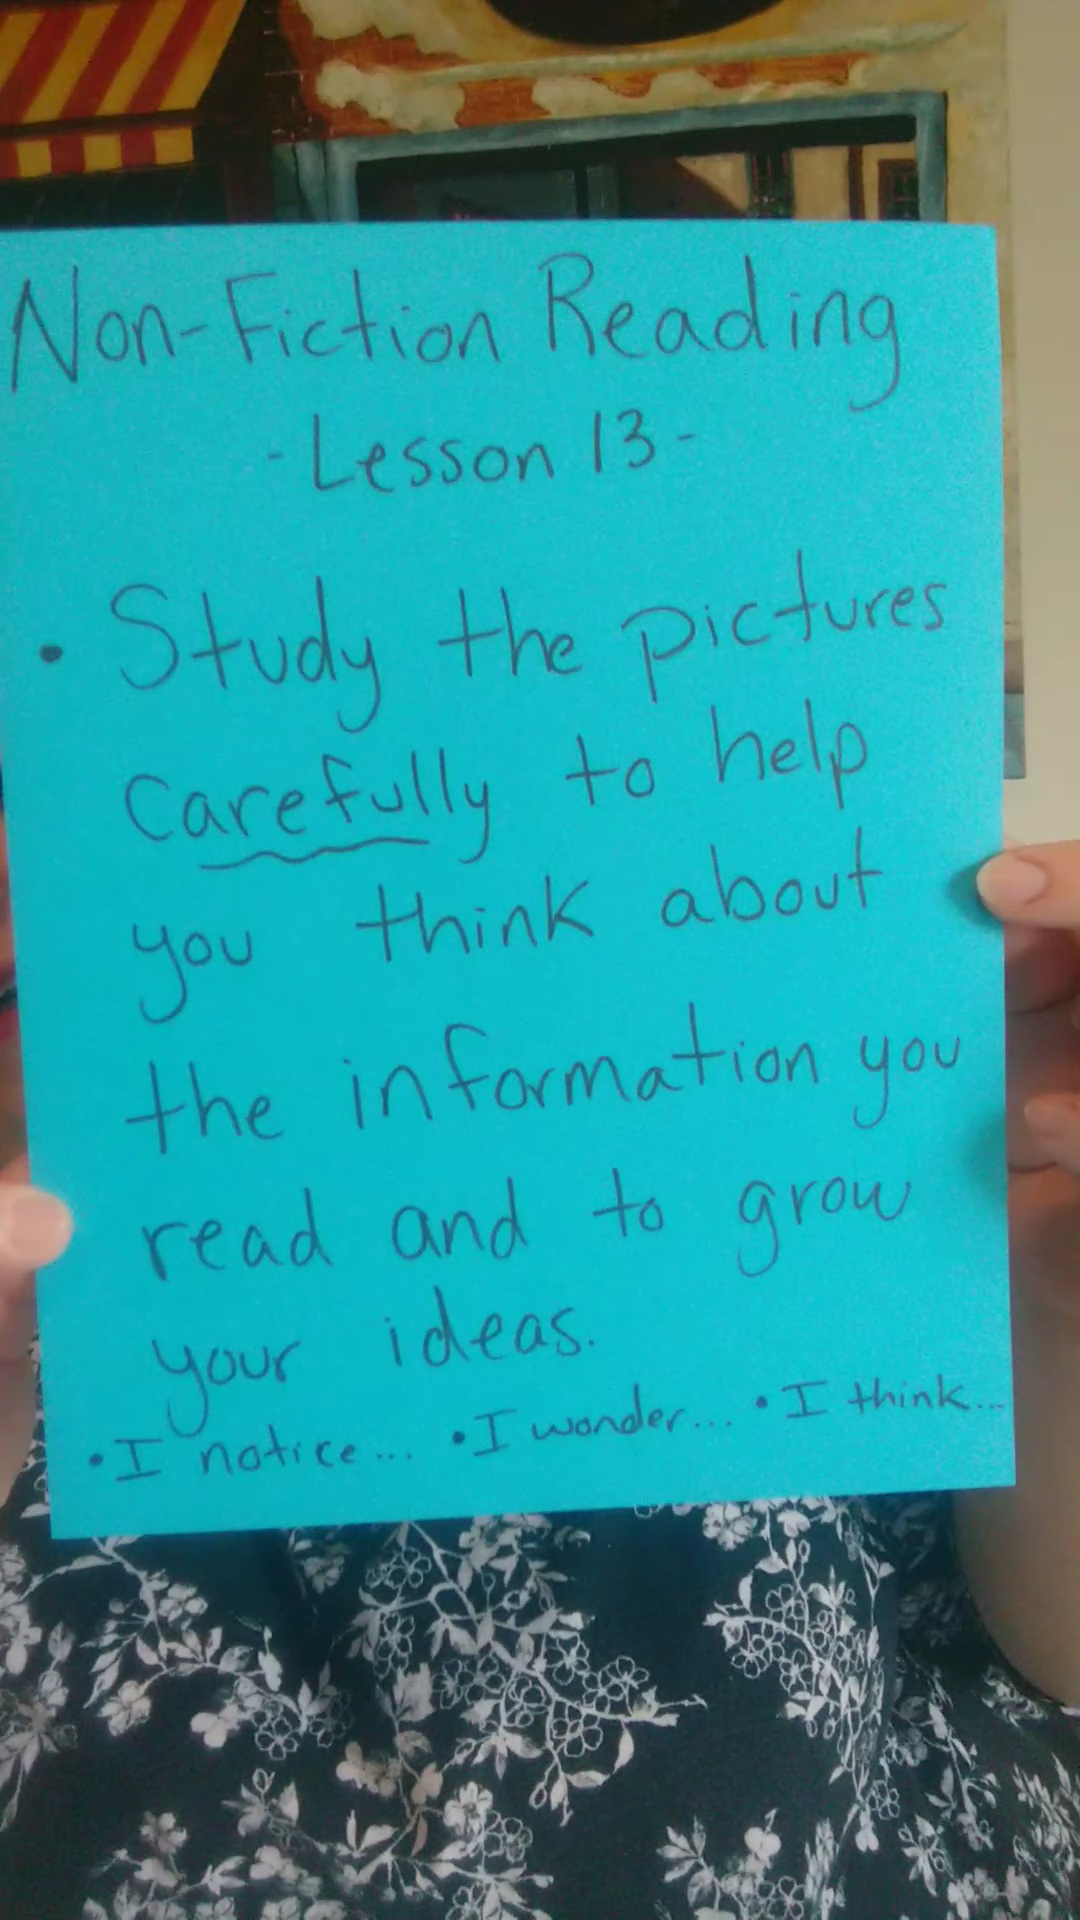 Non-Fiction Reading
- Lesson 13 -
• Study the pictures
carefully to help
you think about
the information you
read and to grow
your ideas.
• I notice... • I wonder... • I think...